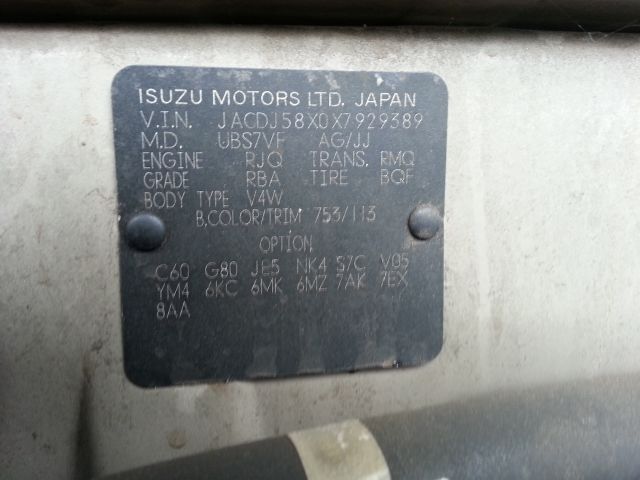 ISUZU MOTORS LTD. JAPAN
V.I.N. JACDJ58X0X7929389
M.D. UBS7VF AG/JJ
ENGINE RJQ TRANS. RMQ
GRADE RBA TIRE BQF
BODY TYPE V4W
B,COLOR/TRIM 753/113
OPTION
C60 G80 JE5 NK4 S7C V05
YM4 6KC 6MK 6MZ 7AK 7EX
8AA